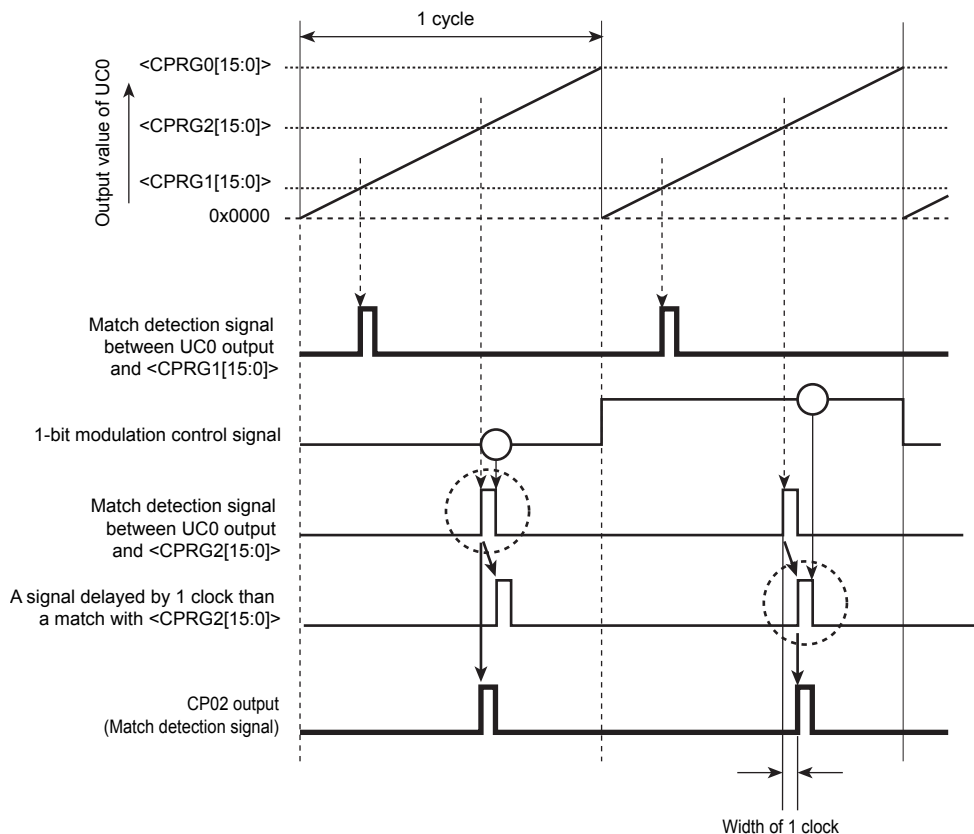 1 cycle
<CPRG0[15:0]>
<CPRG2[15:0]>
<CPRG1[15:0]>
0x0000
Output value of UC0
Match detection signal
between UC0 output
and <CPRG1[15:0]>
1-bit modulation control signal
Match detection signal
between UC0 output
and <CPRG2[15:0]>
A signal delayed by 1 clock than
a match with <CPRG2[15:0]>
CP02 output
(Match detection signal)
Width of 1 clock